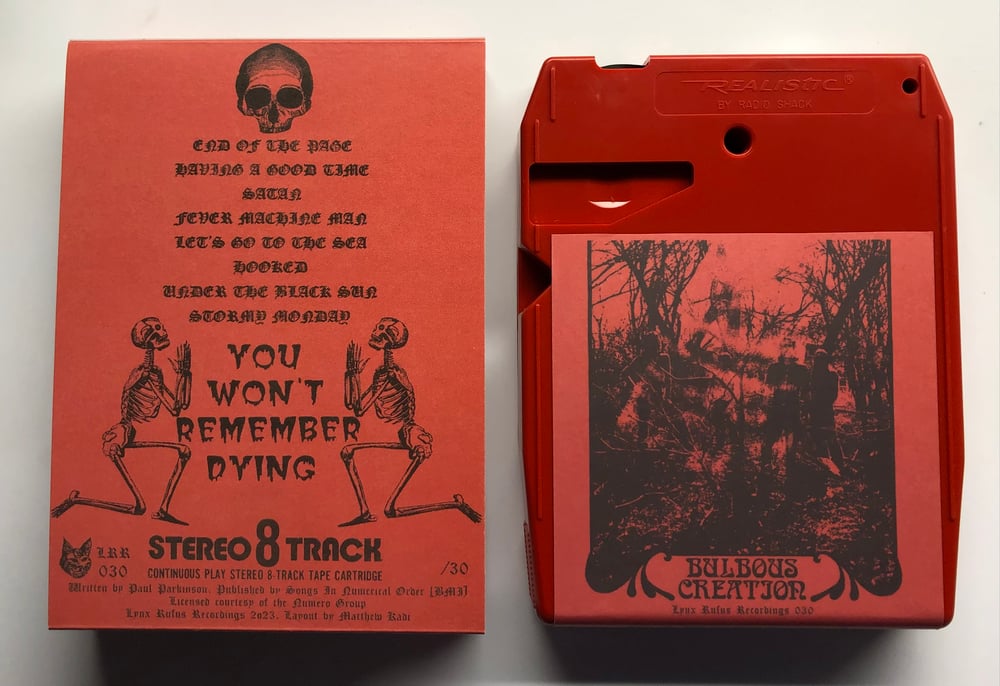 END OF THE PAGE
HAVING A GOOD TIME
SATAN
FEVER MACHINE MAN
LET'S GO TO THE SEA
HOOKED
UNDER THE BLACK SUN
STORMY MONDAY
YOU
WON'T
REMEMBER
DYING
STEREO 8 TRACK
CONTINUOUS PLAY STEREO 8-TRACK TAPE CARTRIDGE
LRR
030
/30
Written by Paul Parkinson. Published by Songs In Numerical Order [BMI]
Licensed courtesy of the Numero Group
Lynx Rufus Recordings 2023. Layout by Matthew Radi
REALISTIC®
BY RADIO SHACK
BULBOUS
CREATION
Lynx Rufus Recordings 030